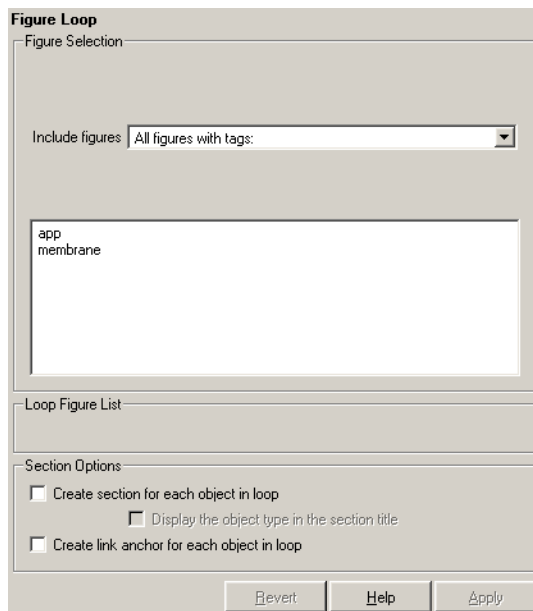 Figure Loop
Figure Selection
Include figures All figures with tags:
app
membrane
Loop Figure List
Section Options
Create section for each object in loop
Display the object type in the section title
Create link anchor for each object in loop
Revert Help Apply